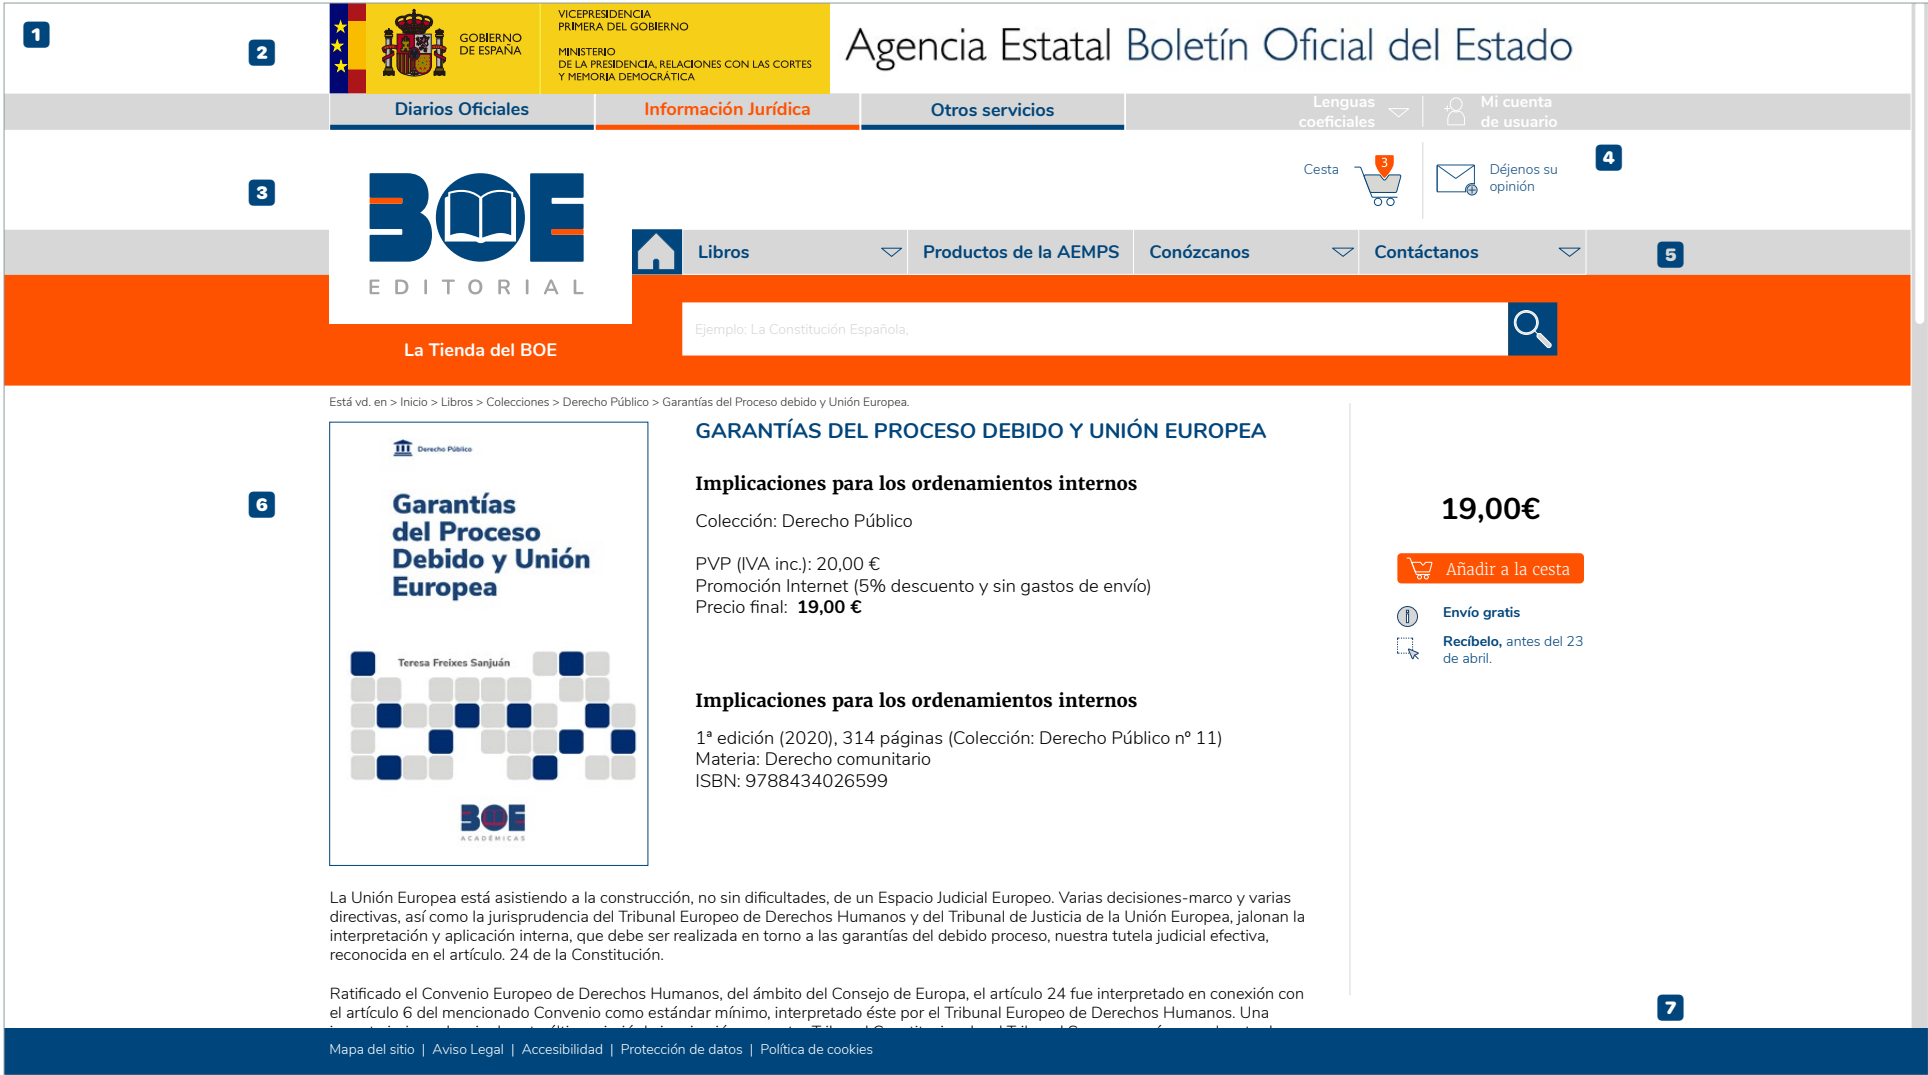 1
2
GOBIERNO
DE ESPAÑA
VICEPRESIDENCIA
PRIMERA DEL GOBIERNO
MINISTERIO
DE LA PRESIDENCIA, RELACIONES CON LAS CORTES
Y MEMORIA DEMOCRÁTICA
Agencia Estatal Boletín Oficial del Estado
Diarios Oficiales
Información Jurídica
Otros servicios
Lenguas
coeficiales
Mi cuenta
de usuario
3
BOE
EDITORIAL
La Tienda del BOE
Cesta
3
Déjenos su
opinión
4
Libros
Productos de la AEMPS
Conózcanos
Contáctanos
5
Ejemplo: La Constitución Española,
Está vd. en > Inicio > Libros > Colecciones > Derecho Público > Garantías del Proceso debido y Unión Europea.
6
Derecho Público
Garantías
del Proceso
Debido y Unión
Europea
Teresa Freixes Sanjuán
BOE
ACADÉMICAS
GARANTÍAS DEL PROCESO DEBIDO Y UNIÓN EUROPEA
Implicaciones para los ordenamientos internos
Colección: Derecho Público
PVP (IVA inc.): 20,00 €
Promoción Internet (5% descuento y sin gastos de envío)
Precio final: 19,00 €
Implicaciones para los ordenamientos internos
1ª edición (2020), 314 páginas (Colección: Derecho Público nº 11)
Materia: Derecho comunitario
ISBN: 9788434026599
19,00€
Añadir a la cesta
Envío gratis
Recíbelo, antes del 23
de abril.
La Unión Europea está asistiendo a la construcción, no sin dificultades, de un Espacio Judicial Europeo. Varias decisiones-marco y varias
directivas, así como la jurisprudencia del Tribunal Europeo de Derechos Humanos y del Tribunal de Justicia de la Unión Europea, jalonan la
interpretación y aplicación interna, que debe ser realizada en torno a las garantías del debido proceso, nuestra tutela judicial efectiva,
reconocida en el artículo. 24 de la Constitución.
Ratificado el Convenio Europeo de Derechos Humanos, del ámbito del Consejo de Europa, el artículo 24 fue interpretado en conexión con
el artículo 6 del mencionado Convenio como estándar mínimo, interpretado éste por el Tribunal Europeo de Derechos Humanos. Una
7
Mapa del sitio | Aviso Legal | Accesibilidad | Protección de datos | Política de cookies